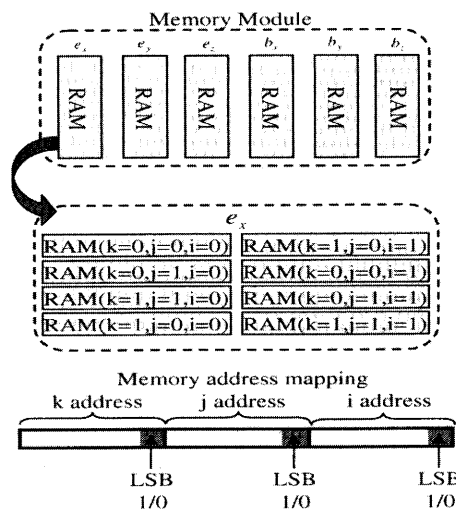 Memory Module
e_x e_y e_z b_x b_y b_z
RAM RAM RAM RAM RAM RAM
e_x
RAM(k=0,j=0,i=0) RAM(k=1,j=0,i=1)
RAM(k=0,j=1,i=0) RAM(k=0,j=0,i=1)
RAM(k=1,j=1,i=0) RAM(k=0,j=1,i=1)
RAM(k=1,j=0,i=0) RAM(k=1,j=1,i=1)
Memory address mapping
k address j address i address
LSB LSB LSB
1/0 1/0 1/0